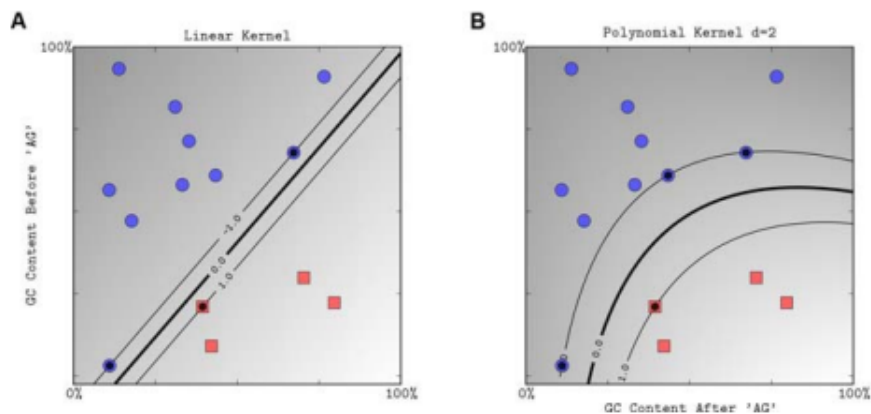 A
Linear Kernel
100%
GC Content Before 'AG'
-1.0
0.0
1.0
0%
100%
B
Polynomial Kernel d=2
100%
0.0
1.0
0%
100%
GC Content After 'AG'